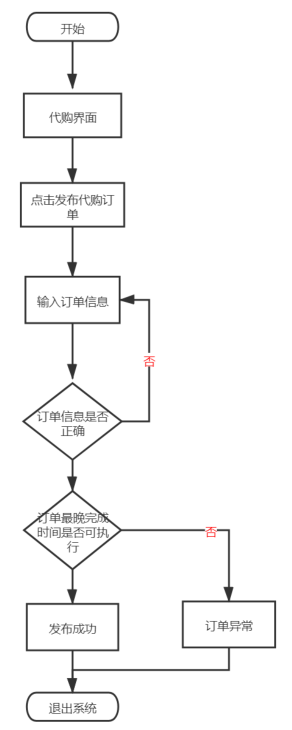 开始
代购界面
点击发布代购订
单
输入订单信息
否
订单信息是否
正确
订单最晚完成
时间是否可执
行
否
发布成功
订单异常
退出系统